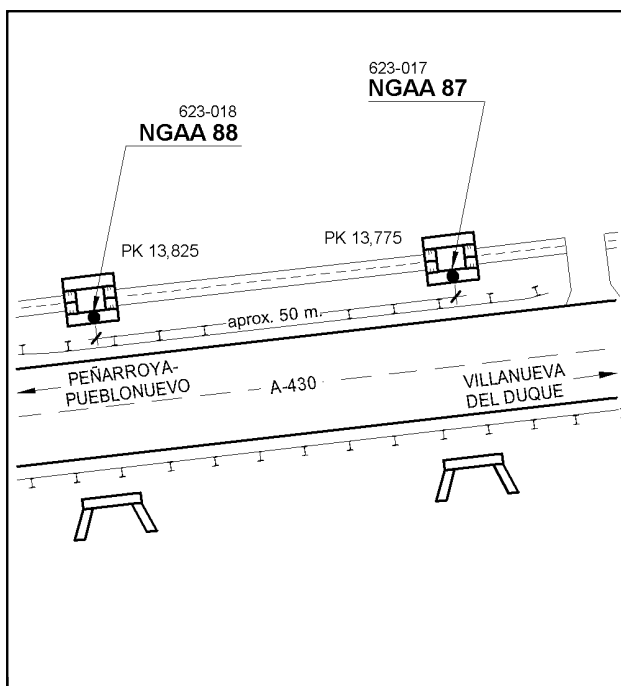 623-017
NGAA 87
623-018
NGAA 88
PK 13,825
PK 13,775
aprox. 50 m.
PEÑARROYA-
PUEBLONUEVO
A-430
VILLANUEVA
DEL DUQUE